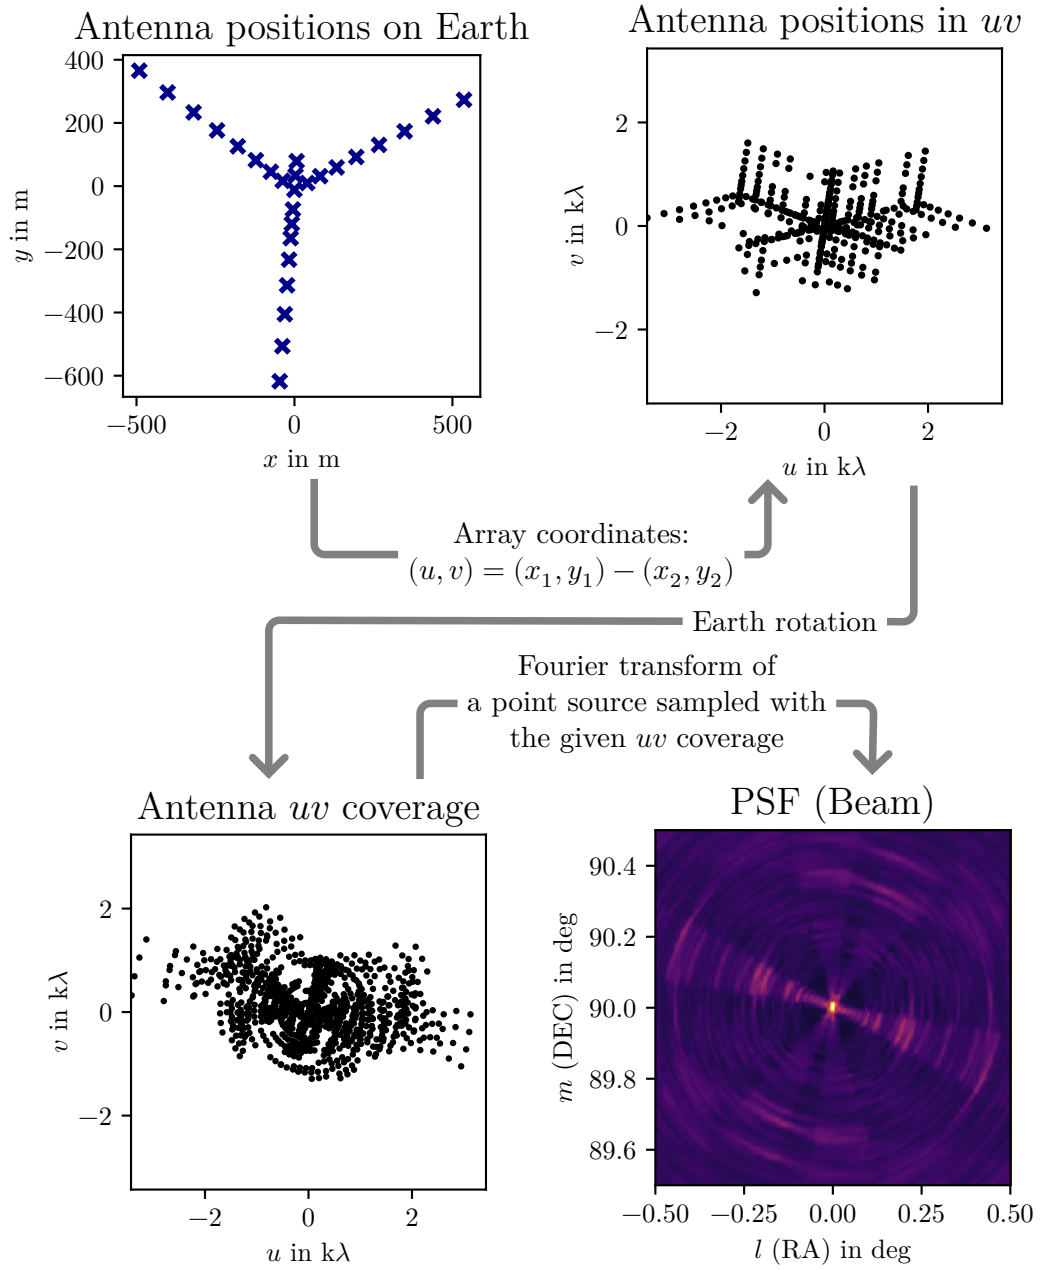 Antenna positions on Earth
400
200
0
−200
−400
−600
y in m
−500
0
500
x in m
Antenna positions in uv
2
0
−2
v in kλ
−2
0
2
u in kλ
Array coordinates:
(u, v) = (x₁, y₁) − (x₂, y₂)
Earth rotation
Fourier transform of
a point source sampled with
the given uv coverage
Antenna uv coverage
2
0
−2
v in kλ
−2
0
2
u in kλ
PSF (Beam)
90.4
90.2
90.0
89.8
89.6
m (DEC) in deg
−0.50
−0.25
0.00
0.25
0.50
l (RA) in deg